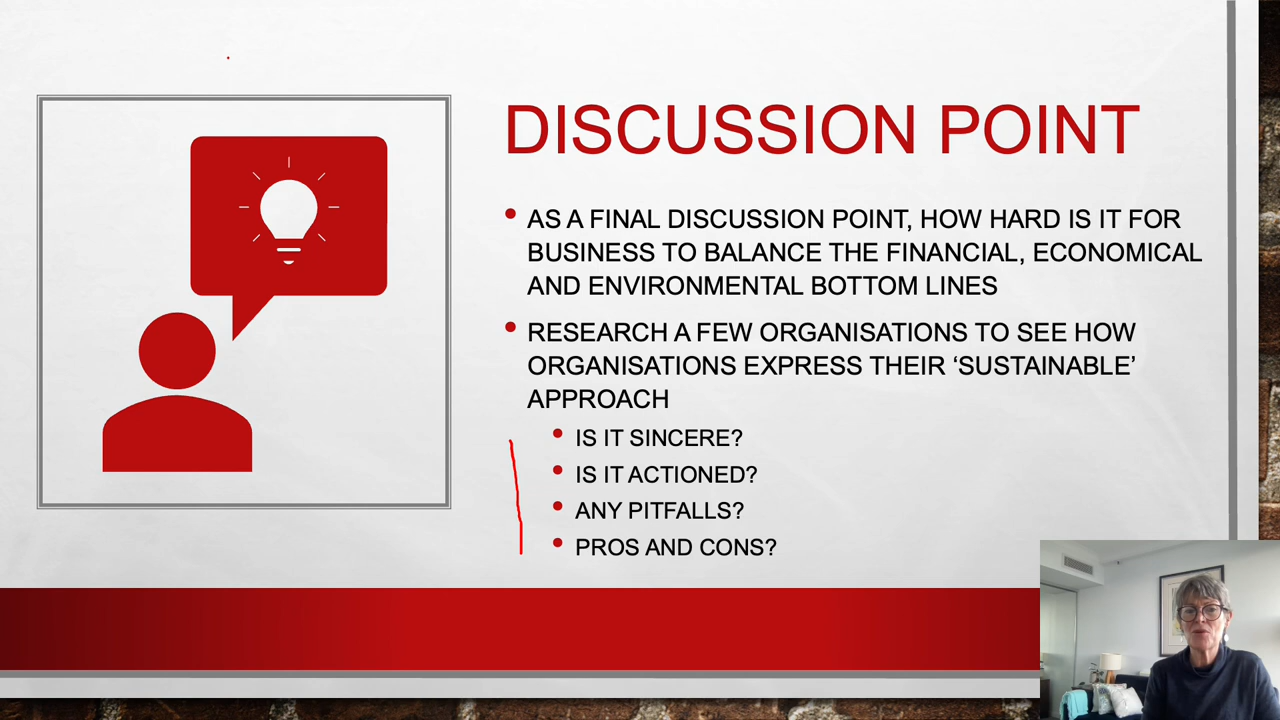 DISCUSSION POINT
AS A FINAL DISCUSSION POINT, HOW HARD IS IT FOR
BUSINESS TO BALANCE THE FINANCIAL, ECONOMICAL
AND ENVIRONMENTAL BOTTOM LINES
RESEARCH A FEW ORGANISATIONS TO SEE HOW
ORGANISATIONS EXPRESS THEIR ‘SUSTAINABLE’
APPROACH
IS IT SINCERE?
IS IT ACTIONED?
ANY PITFALLS?
PROS AND CONS?